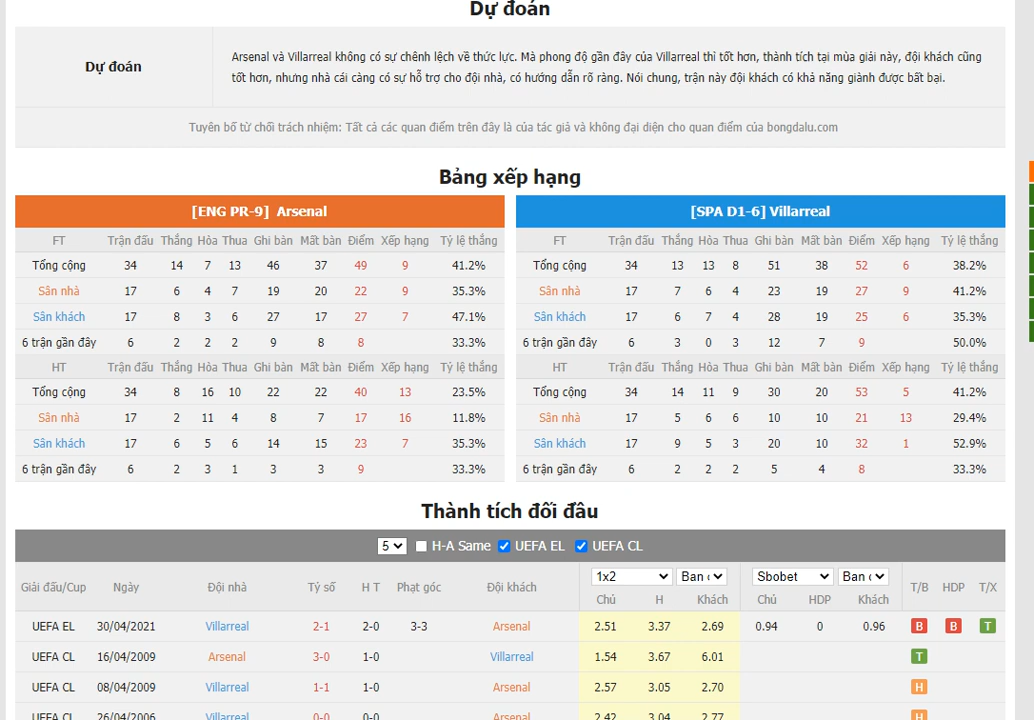 Dự đoán
Dự đoán
Arsenal và Villarreal không có sự chênh lệch về thức lực. Mà phong độ gần đây của Villarreal thì tốt hơn, thành tích tại mùa giải này, đội khách cũng
tốt hơn, nhưng nhà cái càng có sự hỗ trợ cho đội nhà, có hướng dẫn rõ ràng. Nói chung, trận này đội khách có khả năng giành được bất bại.
Tuyên bố từ chối trách nhiệm: Tất cả các quan điểm trên đây là của tác giả và không đại diện cho quan điểm của bongdalu.com
Bảng xếp hạng
[ENG PR-9] Arsenal
FT Trận đấu Thắng Hòa Thua Ghi bàn Mất bàn Điểm Xếp hạng Tỷ lệ thắng
Tổng cộng 34 14 7 13 46 37 49 9 41.2%
Sân nhà 17 6 4 7 19 20 22 9 35.3%
Sân khách 17 8 3 6 27 17 27 7 47.1%
6 trận gần đây 6 2 2 2 9 8 8 33.3%
HT Trận đấu Thắng Hòa Thua Ghi bàn Mất bàn Điểm Xếp hạng Tỷ lệ thắng
Tổng cộng 34 8 16 10 22 22 40 13 23.5%
Sân nhà 17 2 11 4 8 7 17 16 11.8%
Sân khách 17 6 5 6 14 15 23 7 35.3%
6 trận gần đây 6 2 3 1 3 3 9 33.3%
[SPA D1-6] Villarreal
FT Trận đấu Thắng Hòa Thua Ghi bàn Mất bàn Điểm Xếp hạng Tỷ lệ thắng
Tổng cộng 34 13 13 8 51 38 52 6 38.2%
Sân nhà 17 7 6 4 23 19 27 9 41.2%
Sân khách 17 6 7 4 28 19 25 6 35.3%
6 trận gần đây 6 3 0 3 12 7 9 50.0%
HT Trận đấu Thắng Hòa Thua Ghi bàn Mất bàn Điểm Xếp hạng Tỷ lệ thắng
Tổng cộng 34 14 11 9 30 20 53 5 41.2%
Sân nhà 17 5 6 6 10 10 21 13 29.4%
Sân khách 17 9 5 3 20 10 32 1 52.9%
6 trận gần đây 6 2 2 2 5 4 8 33.3%
Thành tích đối đầu
5 H-A Same UEFA EL UEFA CL
Giải đấu/Cup Ngày Đội nhà Tỷ số H T Phạt góc Đội khách 1x2 Ban Sbobet Ban T/B HDP T/X
Chủ H Khách Chủ HDP Khách
UEFA EL 30/04/2021 Villarreal 2-1 2-0 3-3 Arsenal 2.51 3.37 2.69 0.94 0 0.96 B B T
UEFA CL 16/04/2009 Arsenal 3-0 1-0 Villarreal 1.54 3.67 6.01 T
UEFA CL 08/04/2009 Villarreal 1-1 1-0 Arsenal 2.57 3.05 2.70 H
UEFA CL 26/04/2006 Villarreal 0-0 0-0 Arsenal 2.42 3.04 2.77 H